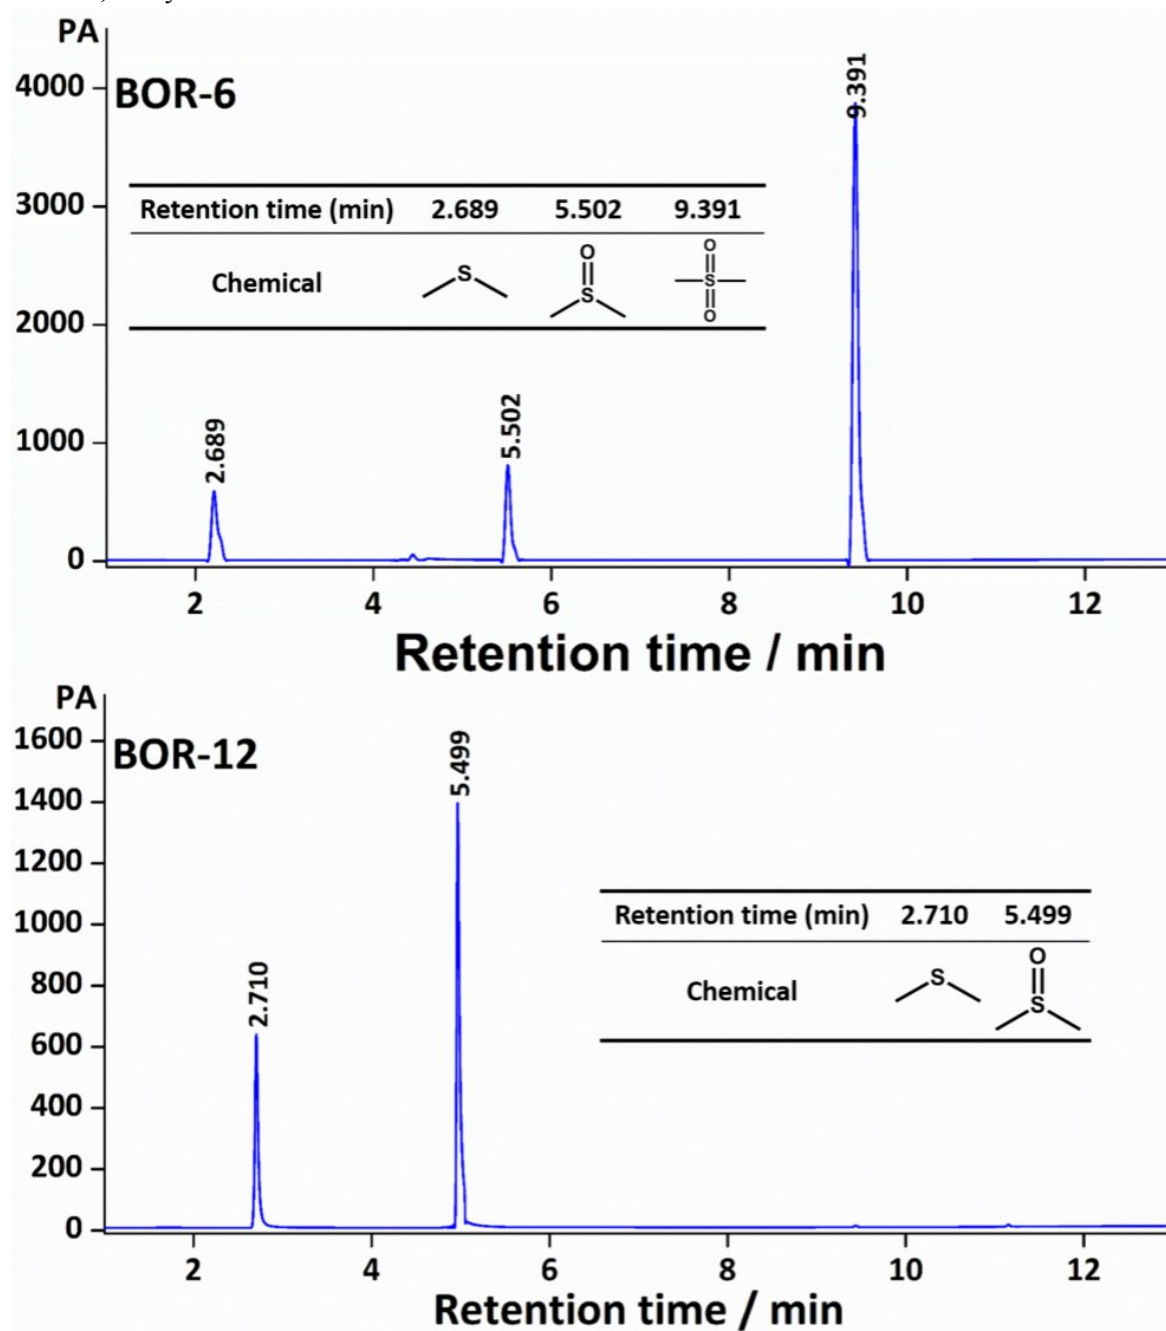 PA
BOR-6
4000
3000
2000
1000
0
2.689
5.502
9.391
Retention time (min) 2.689 5.502 9.391
Chemical
S
O
S
O
S
O
2 4 6 8 10 12
Retention time / min
PA
BOR-12
1600
1400
1200
1000
800
600
400
200
0
2.710
5.499
Retention time (min) 2.710 5.499
Chemical
S
O
S
2 4 6 8 10 12
Retention time / min